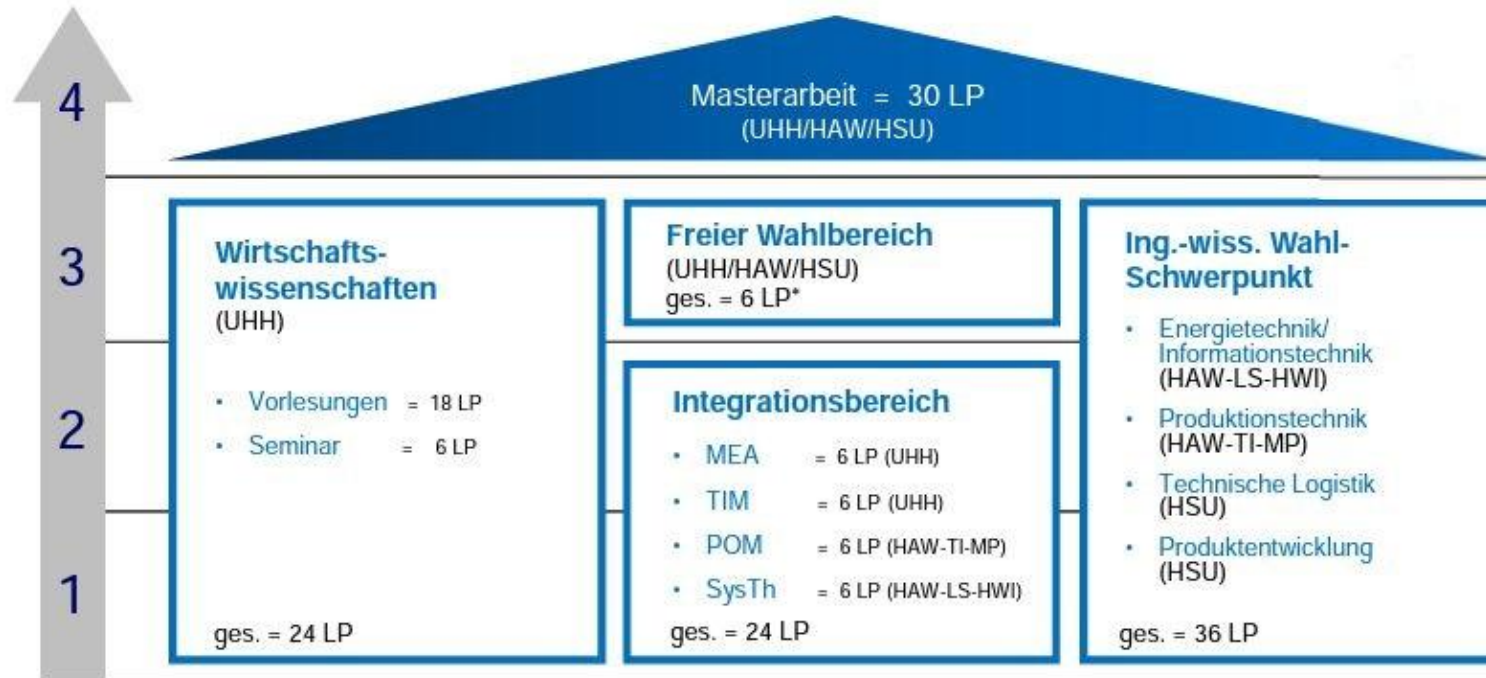 4
Masterarbeit = 30 LP
(UHH/HAW/HSU)
3
2
1
Wirtschafts-
wissenschaften
(UHH)
• Vorlesungen = 18 LP
• Seminar = 6 LP
ges. = 24 LP
Freier Wahlbereich
(UHH/HAW/HSU)
ges. = 6 LP*
Integrationsbereich
• MEA = 6 LP (UHH)
• TIM = 6 LP (UHH)
• POM = 6 LP (HAW-TI-MP)
• SysTh = 6 LP (HAW-LS-HWI)
ges. = 24 LP
Ing.-wiss. Wahl-
Schwerpunkt
• Energietechnik/
Informationstechnik
(HAW-LS-HWI)
• Produktionstechnik
(HAW-TI-MP)
• Technische Logistik
(HSU)
• Produktentwicklung
(HSU)
ges. = 36 LP